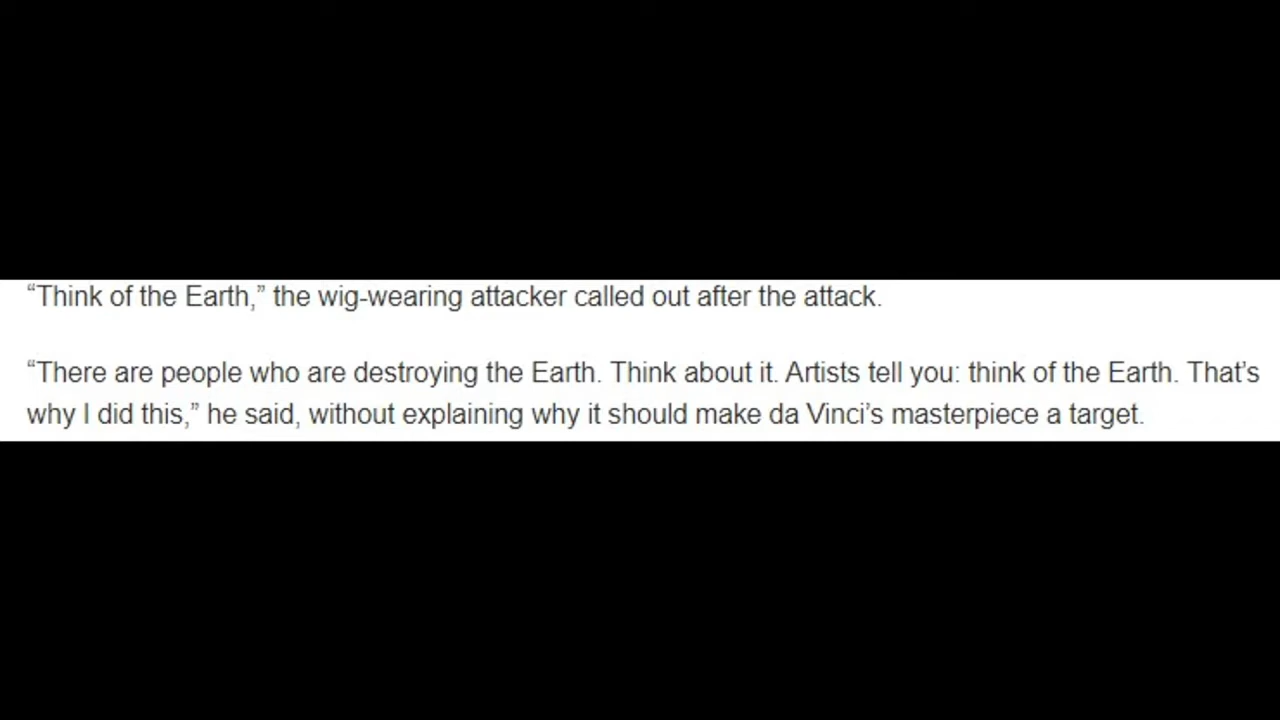 “Think of the Earth,” the wig-wearing attacker called out after the attack.
“There are people who are destroying the Earth. Think about it. Artists tell you: think of the Earth. That’s
why I did this,” he said, without explaining why it should make da Vinci’s masterpiece a target.